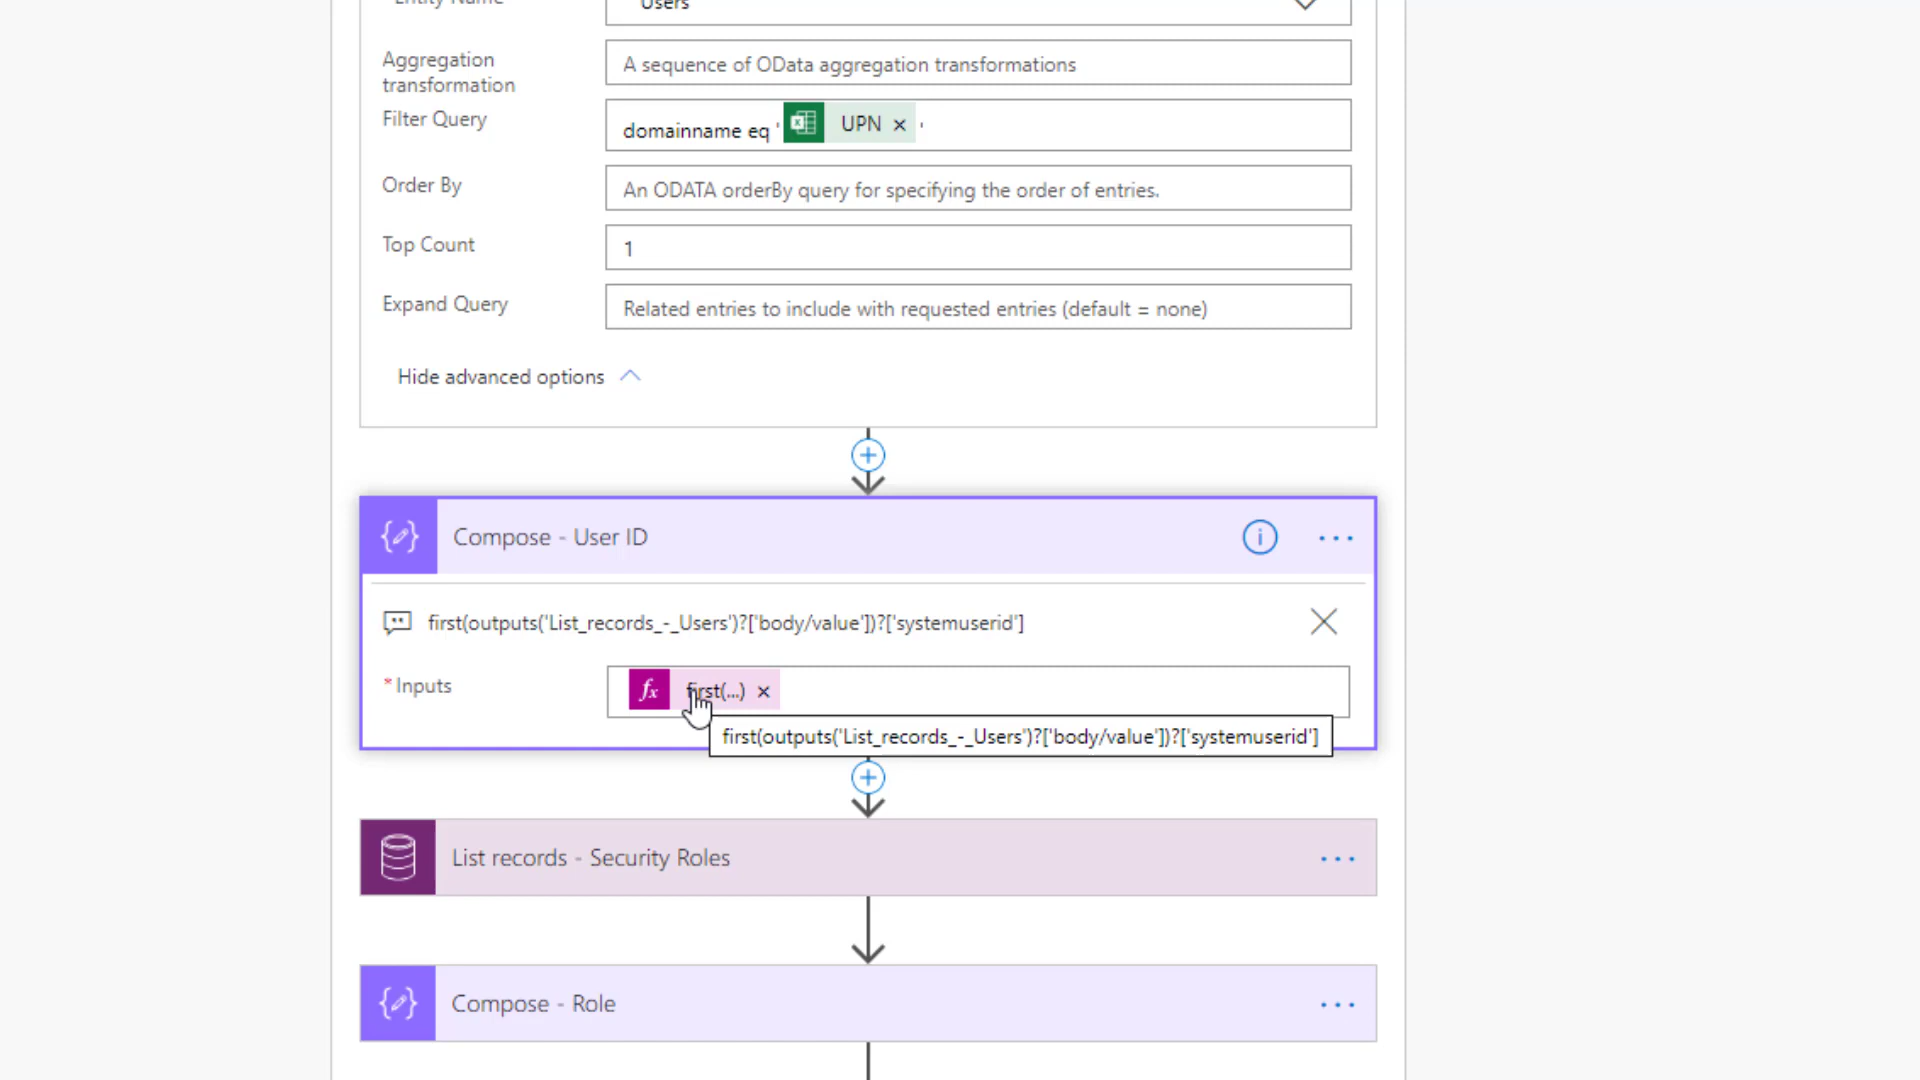 Entity Name
Users
Aggregation
transformation
A sequence of OData aggregation transformations
Filter Query
domainname eq ' UPN × '
Order By
An ODATA orderBy query for specifying the order of entries.
Top Count
1
Expand Query
Related entries to include with requested entries (default = none)
Hide advanced options
Compose - User ID
first(outputs('List_records_-_Users')?['body/value'])?['systemuserid']
* Inputs
fx first(...) ×
first(outputs('List_records_-_Users')?['body/value'])?['systemuserid']
List records - Security Roles
Compose - Role